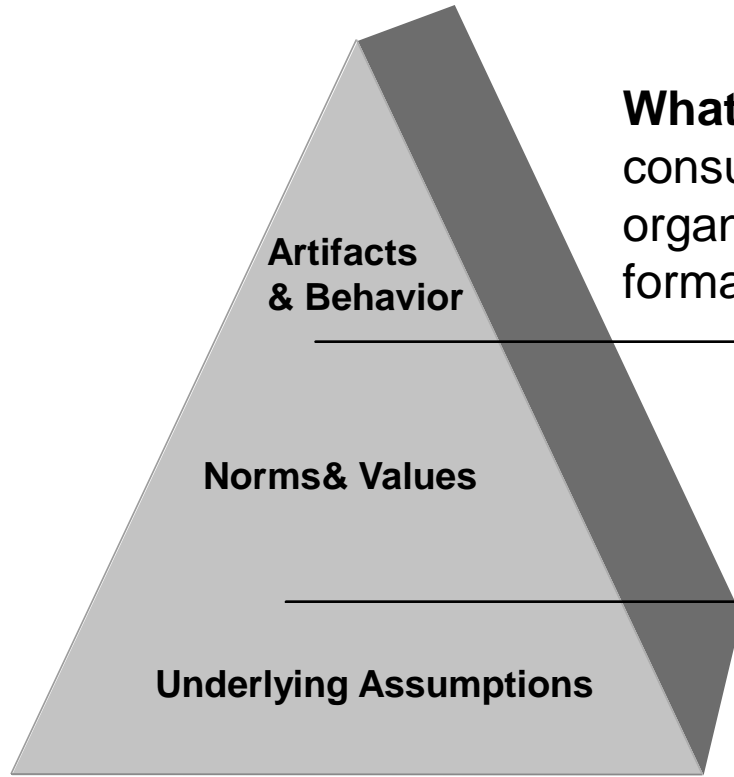 What
consu
organ
forma
Artifacts
& Behavior
Norms& Values
Underlying Assumptions